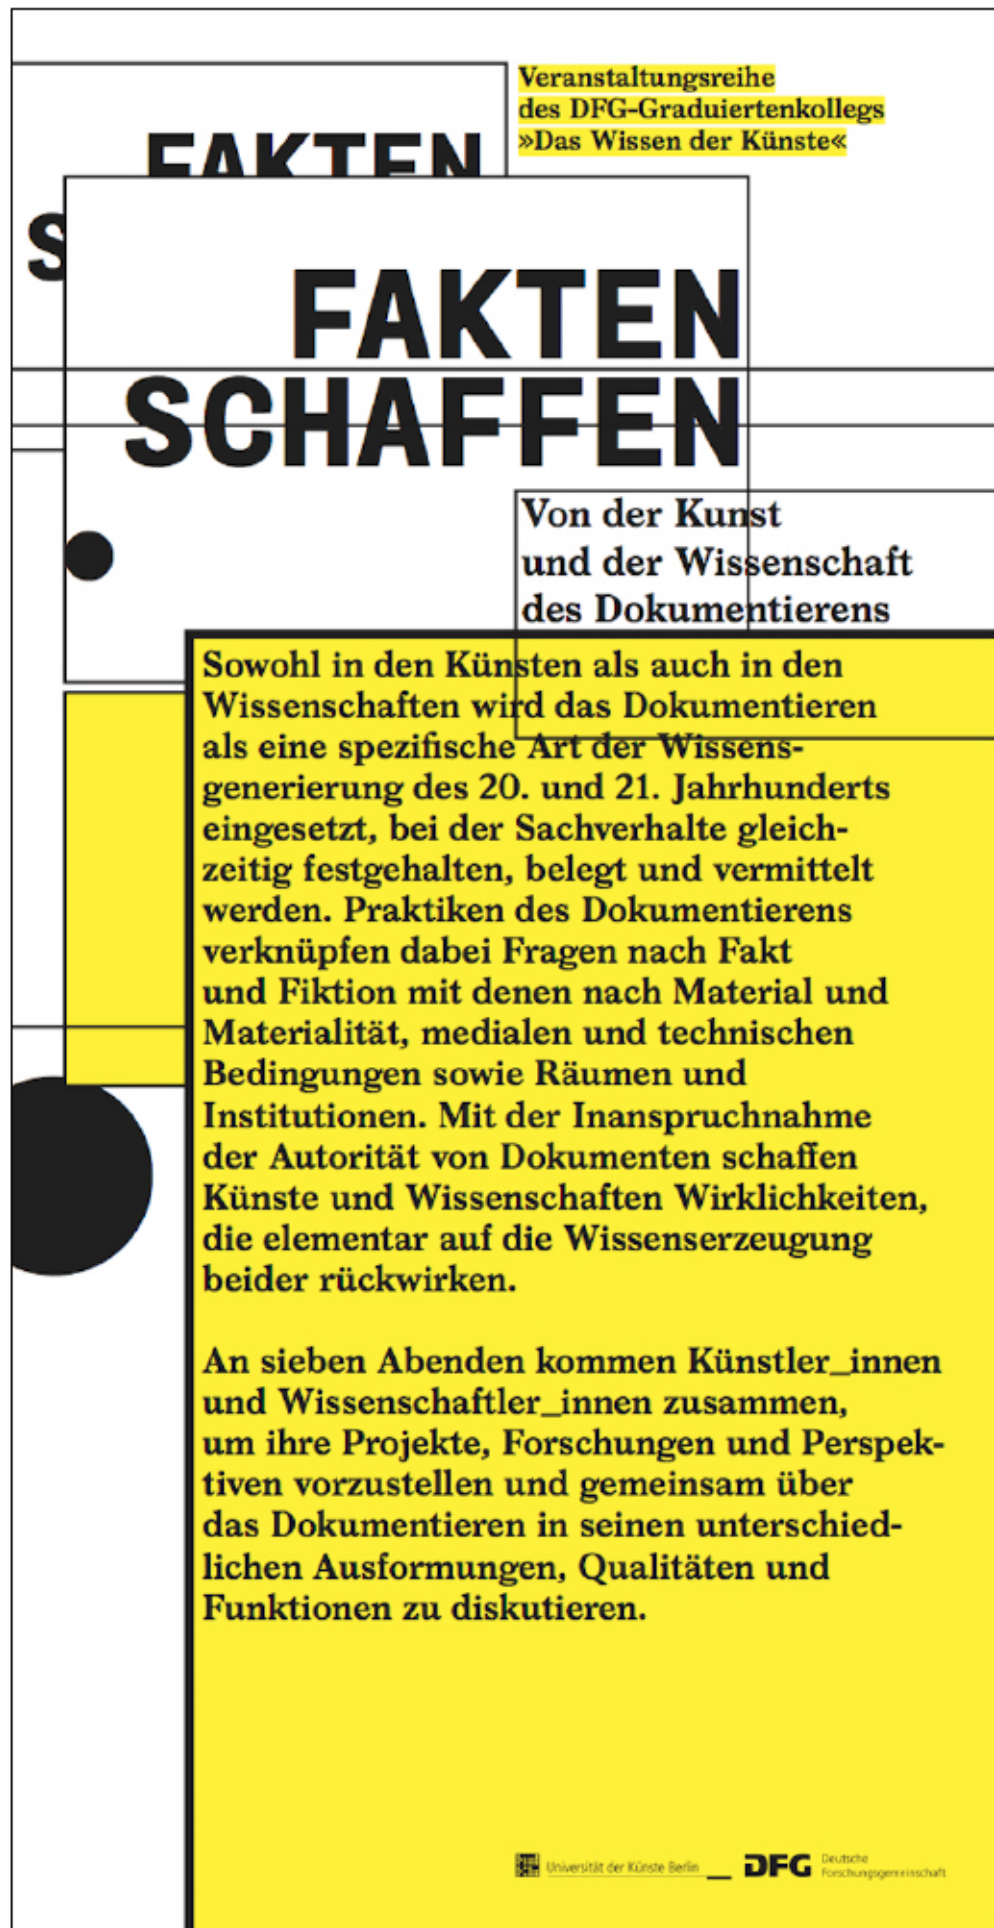 Veranstaltungsreihe
des DFG-Graduiertenkollegs
»Das Wissen der Künste«
FAKTEN
S
FAKTEN
SCHAFFEN
Von der Kunst
und der Wissenschaft
des Dokumentierens
Sowohl in den Künsten als auch in den
Wissenschaften wird das Dokumentieren
als eine spezifische Art der Wissens-
generierung des 20. und 21. Jahrhunderts
eingesetzt, bei der Sachverhalte gleich-
zeitig festgehalten, belegt und vermittelt
werden. Praktiken des Dokumentierens
verknüpfen dabei Fragen nach Fakt
und Fiktion mit denen nach Material und
Materialität, medialen und technischen
Bedingungen sowie Räumen und
Institutionen. Mit der Inanspruchnahme
der Autorität von Dokumenten schaffen
Künste und Wissenschaften Wirklichkeiten,
die elementar auf die Wissenserzeugung
beider rückwirken.
An sieben Abenden kommen Künstler_innen
und Wissenschaftler_innen zusammen,
um ihre Projekte, Forschungen und Perspek-
tiven vorzustellen und gemeinsam über
das Dokumentieren in seinen unterschied-
lichen Ausformungen, Qualitäten und
Funktionen zu diskutieren.
Universität der Künste Berlin
DFG Deutsche
Forschungsgemeinschaft